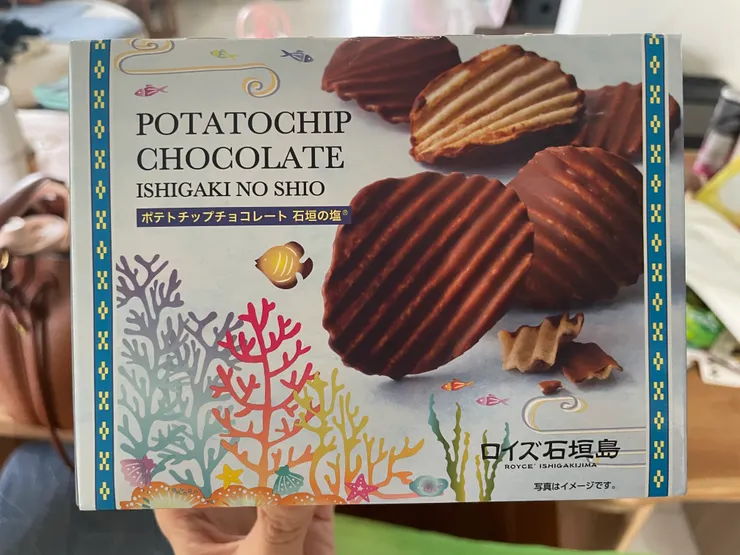 POTATOCHIP
CHOCOLATE
ISHIGAKI NO SHIO
ポテトチップチョコレート 石垣の塩®
ロイズ石垣島
ROYCE' ISHIGAKIJIMA
写真はイメージです。